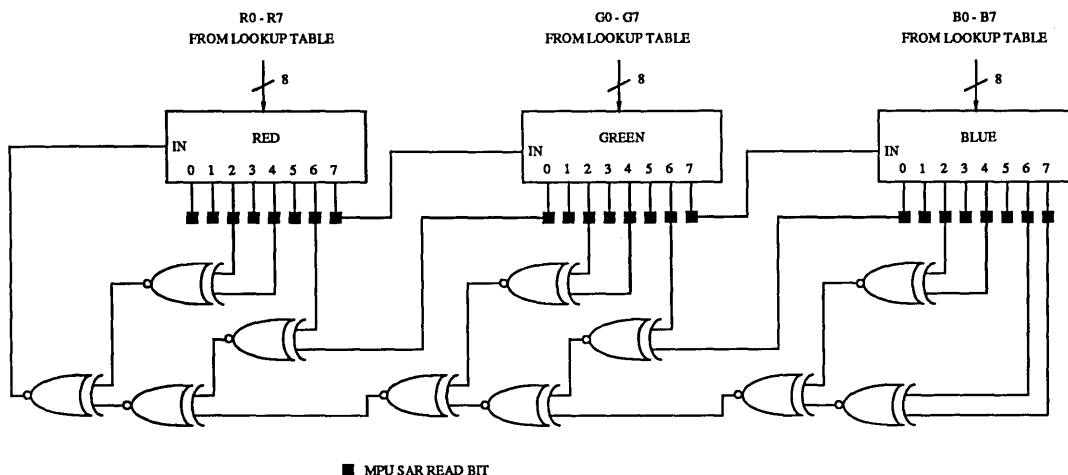 R0 - R7
FROM LOOKUP TABLE
G0 - G7
FROM LOOKUP TABLE
B0 - B7
FROM LOOKUP TABLE
8
8
8
RED
GREEN
BLUE
IN
IN
IN
0 1 2 3 4 5 6 7
0 1 2 3 4 5 6 7
0 1 2 3 4 5 6 7
MPU SAR READ BIT